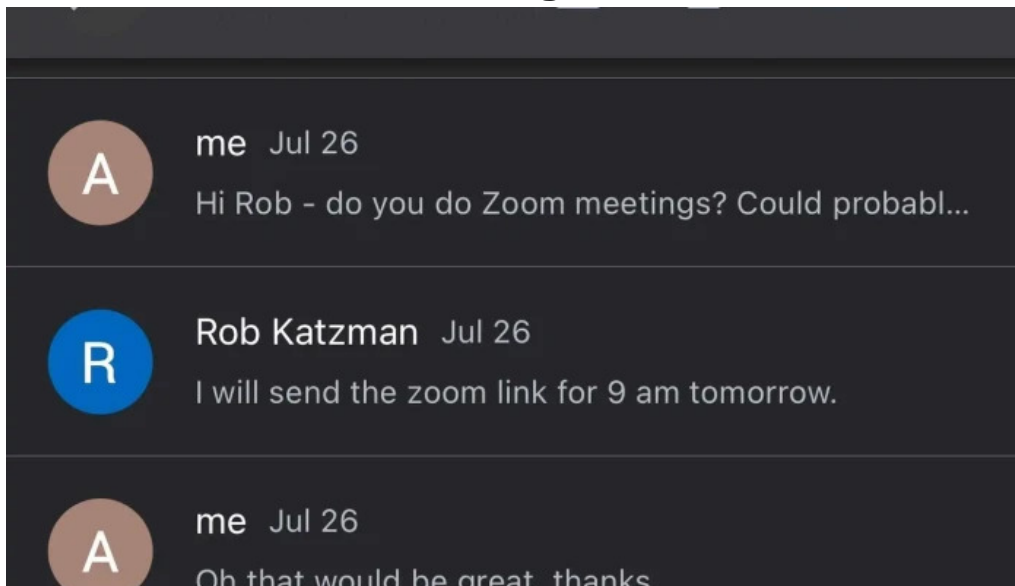 A
me Jul 26
Hi Rob - do you do Zoom meetings? Could probabl...
R
Rob Katzman Jul 26
I will send the zoom link for 9 am tomorrow.
A
me Jul 26
Oh that would be great, thanks